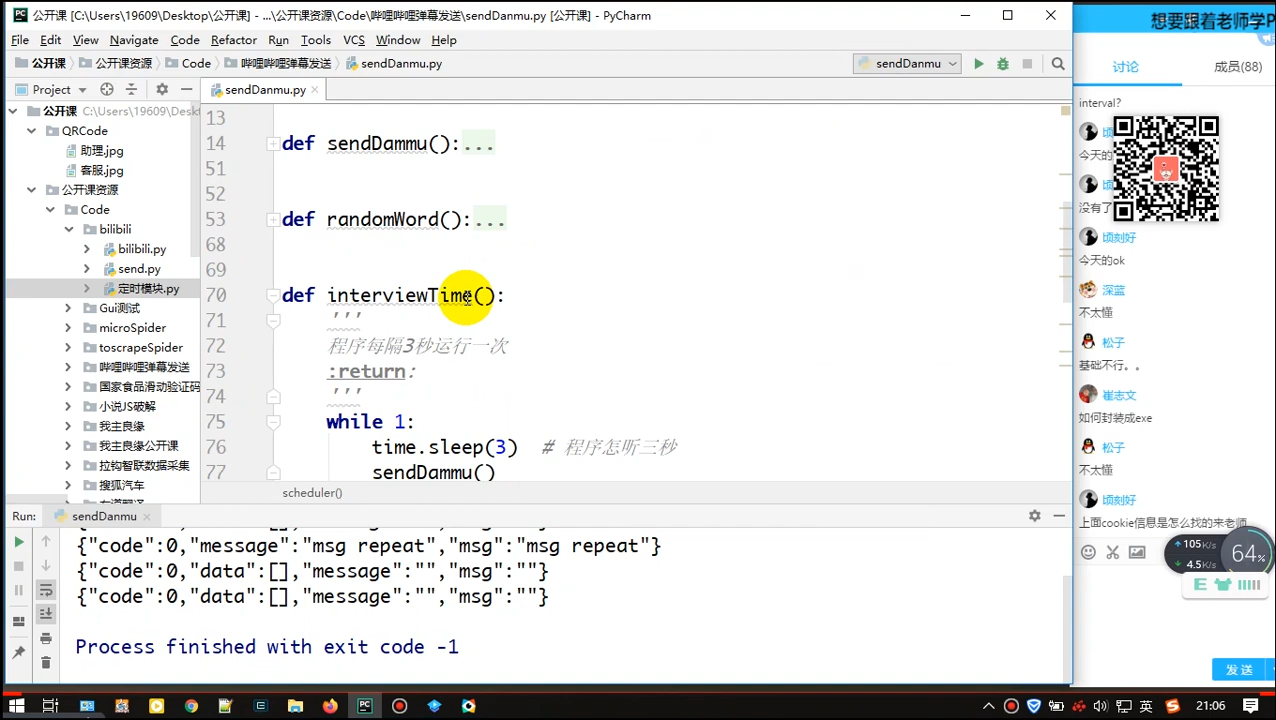 公开课 [C:\Users\19609\Desktop\公开课] - ...\公开课资源\Code\哔哩哔哩弹幕发送\sendDanmu.py [公开课] - PyCharm
File Edit View Navigate Code Refactor Run Tools VCS Window Help
公开课 公开课资源 Code 哔哩哔哩弹幕发送 sendDanmu.py
sendDanmu
Project
公开课 C:\Users\19609\Desk
QRCode
助理.jpg
客服.jpg
公开课资源
Code
bilibili
bilibili.py
send.py
定时模块.py
Gui测试
microSpider
toscrapeSpider
哔哩哔哩弹幕发送
国家食品滑动验证码
小说JS破解
我主良缘
我主良缘公开课
拉钩智联数据采集
搜狐汽车
sendDanmu.py
13
14 def sendDammu():...
51
52
53 def randomWord():...
68
69
70 def interviewTime():
71 '''
72 程序每隔3秒运行一次
73 :return:
74 '''
75 while 1:
76 time.sleep(3) # 程序怎听三秒
77 sendDammu()
scheduler()
Run: sendDanmu
{"code":0,"message":"msg repeat","msg":"msg repeat"}
{"code":0,"data":[],"message":"","msg":""}
{"code":0,"data":[],"message":"","msg":""}
Process finished with exit code -1
想要跟着老师学P
讨论 成员(88)
interval?
顷
今天的
顷
没有了
顷刻好
今天的ok
深蓝
不太懂
松子
基础不行。。
崔志文
如何封装成exe
松子
不太懂
顷刻好
上面cookie信息是怎么找的来老师
105K/s
4.5K/s
64%
E
发送
英
21:06